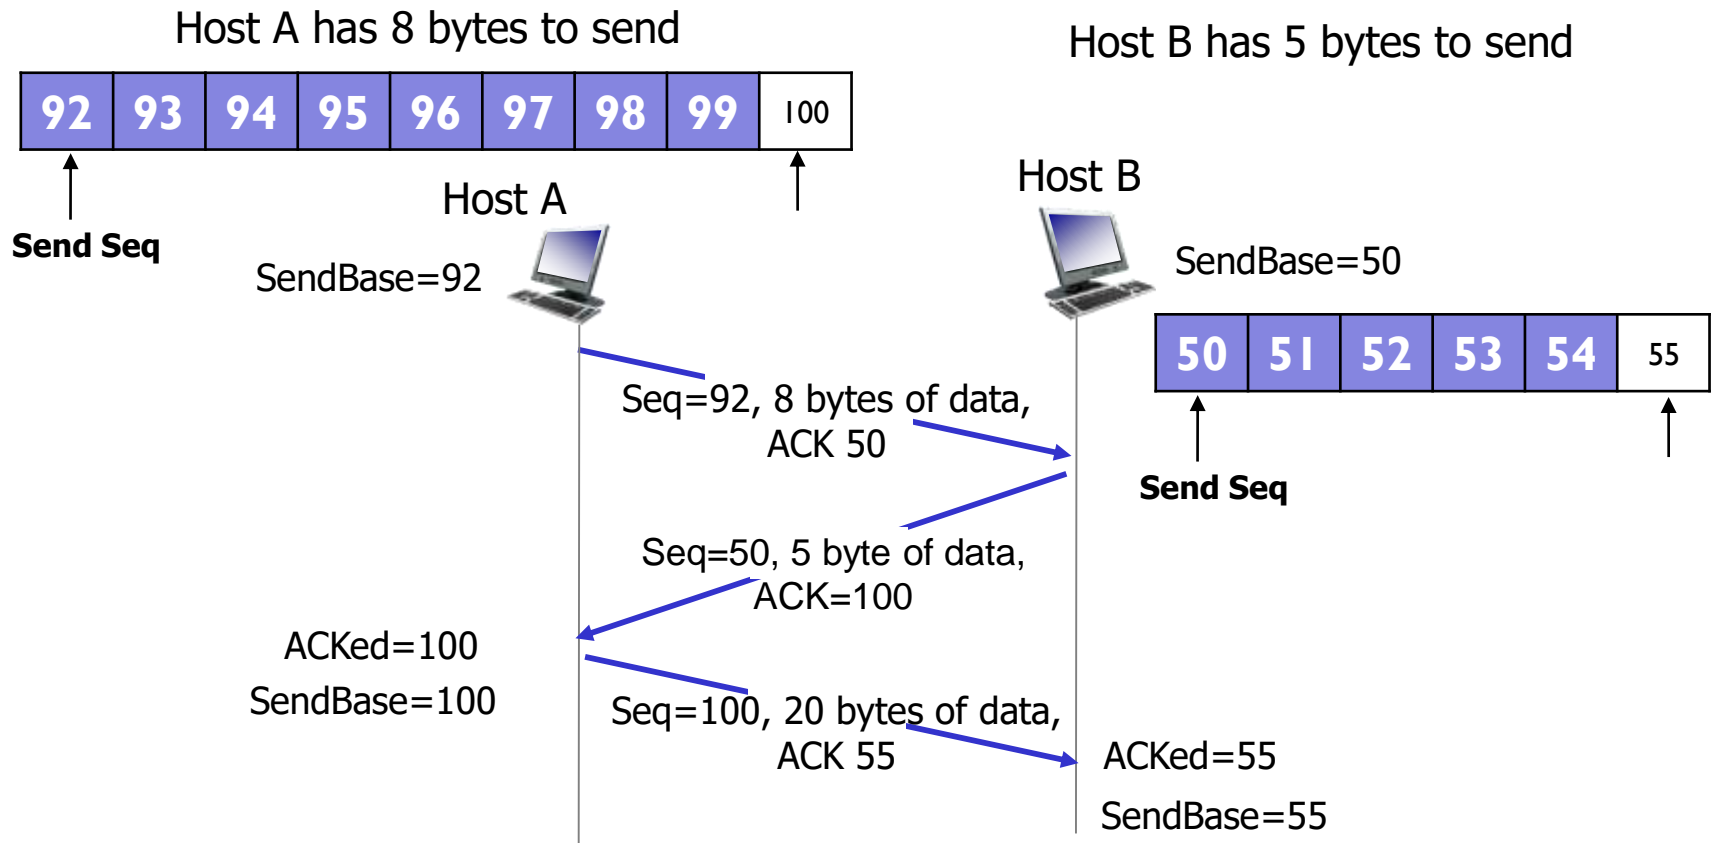 Host A has 8 bytes to send
Host B has 5 bytes to send
92 93 94 95 96 97 98 99 100
Send Seq
Host A
Host B
SendBase=92
SendBase=50
50 51 52 53 54 55
Send Seq
Seq=92, 8 bytes of data,
ACK 50
Seq=50, 5 byte of data,
ACK=100
ACKed=100
SendBase=100
Seq=100, 20 bytes of data,
ACK 55
ACKed=55
SendBase=55